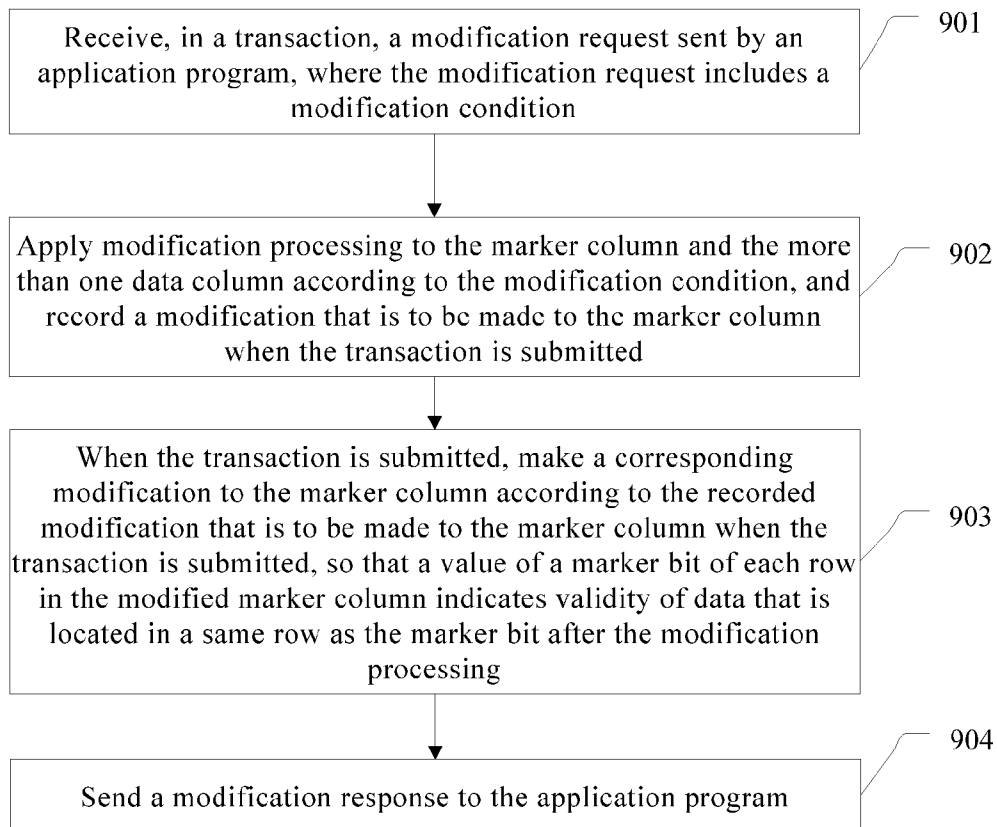 Receive, in a transaction, a modification request sent by an
application program, where the modification request includes a
modification condition
901
Apply modification processing to the marker column and the more
than one data column according to the modification condition, and
record a modification that is to be made to the marker column
when the transaction is submitted
902
When the transaction is submitted, make a corresponding
modification to the marker column according to the recorded
modification that is to be made to the marker column when the
transaction is submitted, so that a value of a marker bit of each row
in the modified marker column indicates validity of data that is
located in a same row as the marker bit after the modification
processing
903
Send a modification response to the application program
904